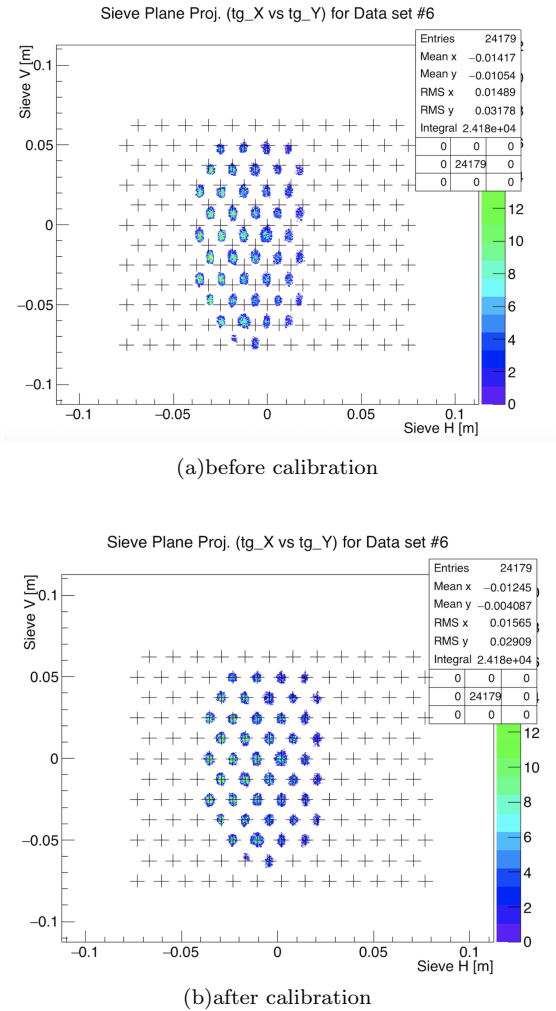 Sieve Plane Proj. (tg_X vs tg_Y) for Data set #6
Entries 24179
Mean x −0.01417
Mean y −0.01054
RMS x 0.01489
RMS y 0.03178
Integral 2.418e+04
0 0 0
0 24179 0
0 0 0
Sieve V [m]
0.1
0.05
0
−0.05
−0.1
12
10
8
6
4
2
0
−0.1 −0.05 0 0.05 0.1
Sieve H [m]
(a)before calibration
Sieve Plane Proj. (tg_X vs tg_Y) for Data set #6
Entries 24179
Mean x −0.01245
Mean y −0.004087
RMS x 0.01565
RMS y 0.02909
Integral 2.418e+04
0 0 0
0 24179 0
0 0 0
Sieve V [m]
0.1
0.05
0
−0.05
−0.1
12
10
8
6
4
2
0
−0.1 −0.05 0 0.05 0.1
Sieve H [m]
(b)after calibration